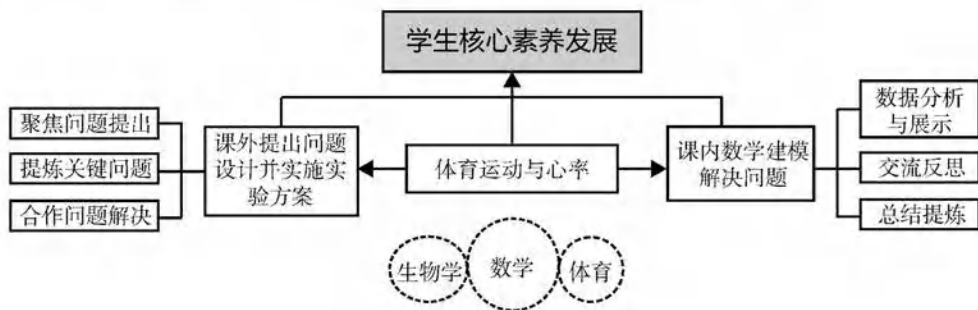 学生核心素养发展
聚焦问题提出
提炼关键问题
合作问题解决
课外提出问题
设计并实施实
验方案
体育运动与心率
课内数学建模
解决问题
数据分析
与展示
交流反思
总结提炼
生物学
数学
体育